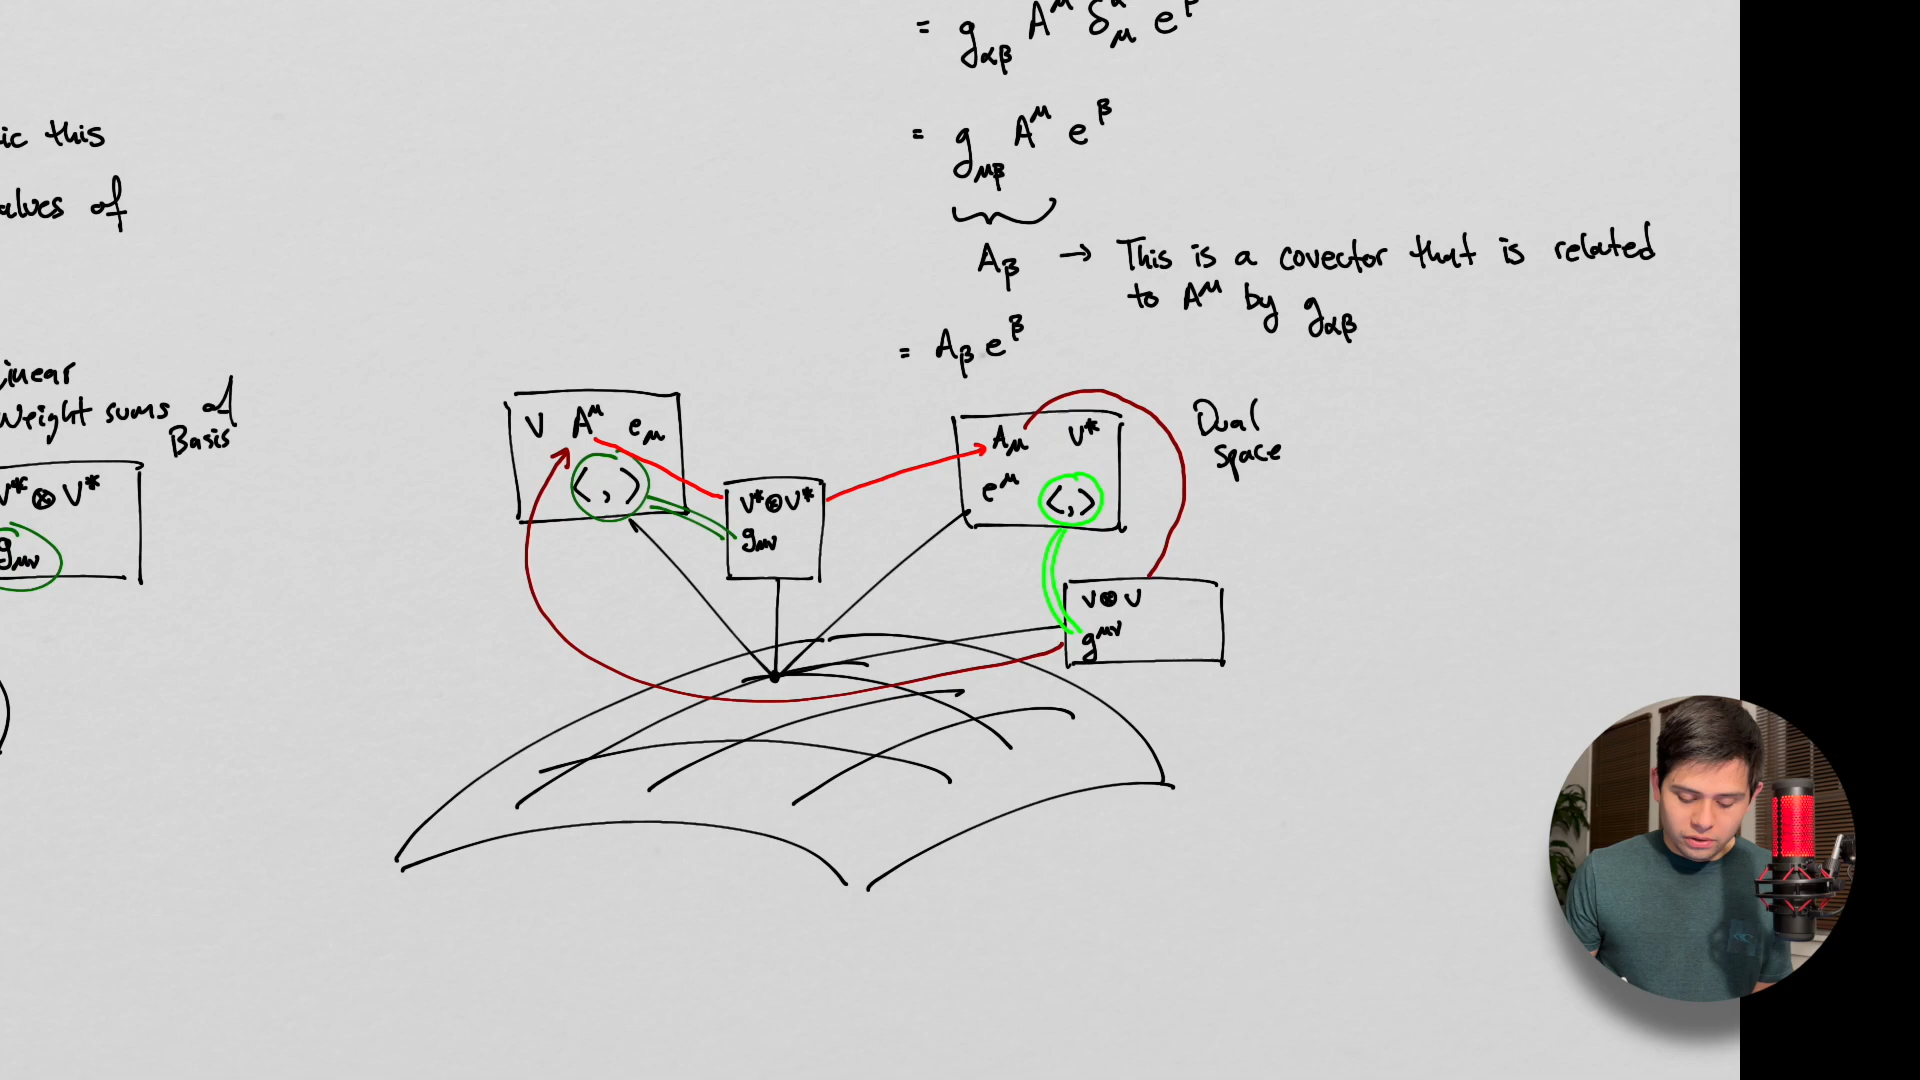 = g_αβ A^μ δ^α_μ e^β
ic this
= g_μβ A^μ e^β
alues of
A_β → This is a covector that is related
to A^μ by g_αβ
= A_β e^β
Linear
Weight sums of
Basis
V* ⊗ V*
g_μν
V A^μ e_μ
< , >
V* ⊗ V*
g_μν
A_μ V*
e^μ < , >
Dual
space
V ⊗ V
g^μν